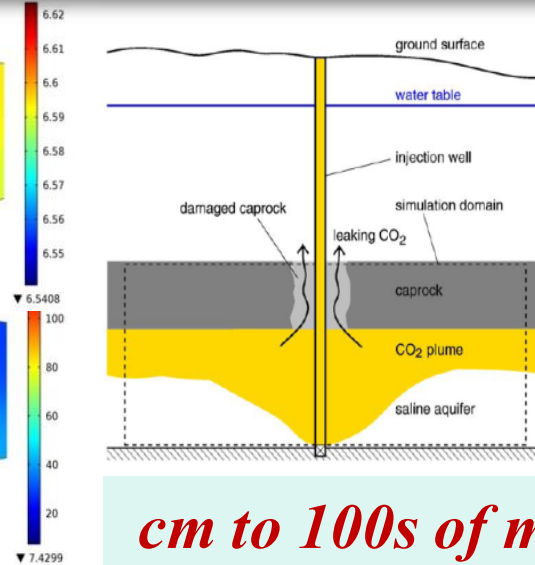 6.62
6.61
6.6
6.59
6.58
6.57
6.56
6.55
▼ 6.5408
100
80
60
40
20
▼ 7.4299
ground surface
water table
injection well
damaged caprock
simulation domain
leaking CO₂
caprock
CO₂ plume
saline aquifer
cm to 100s of m